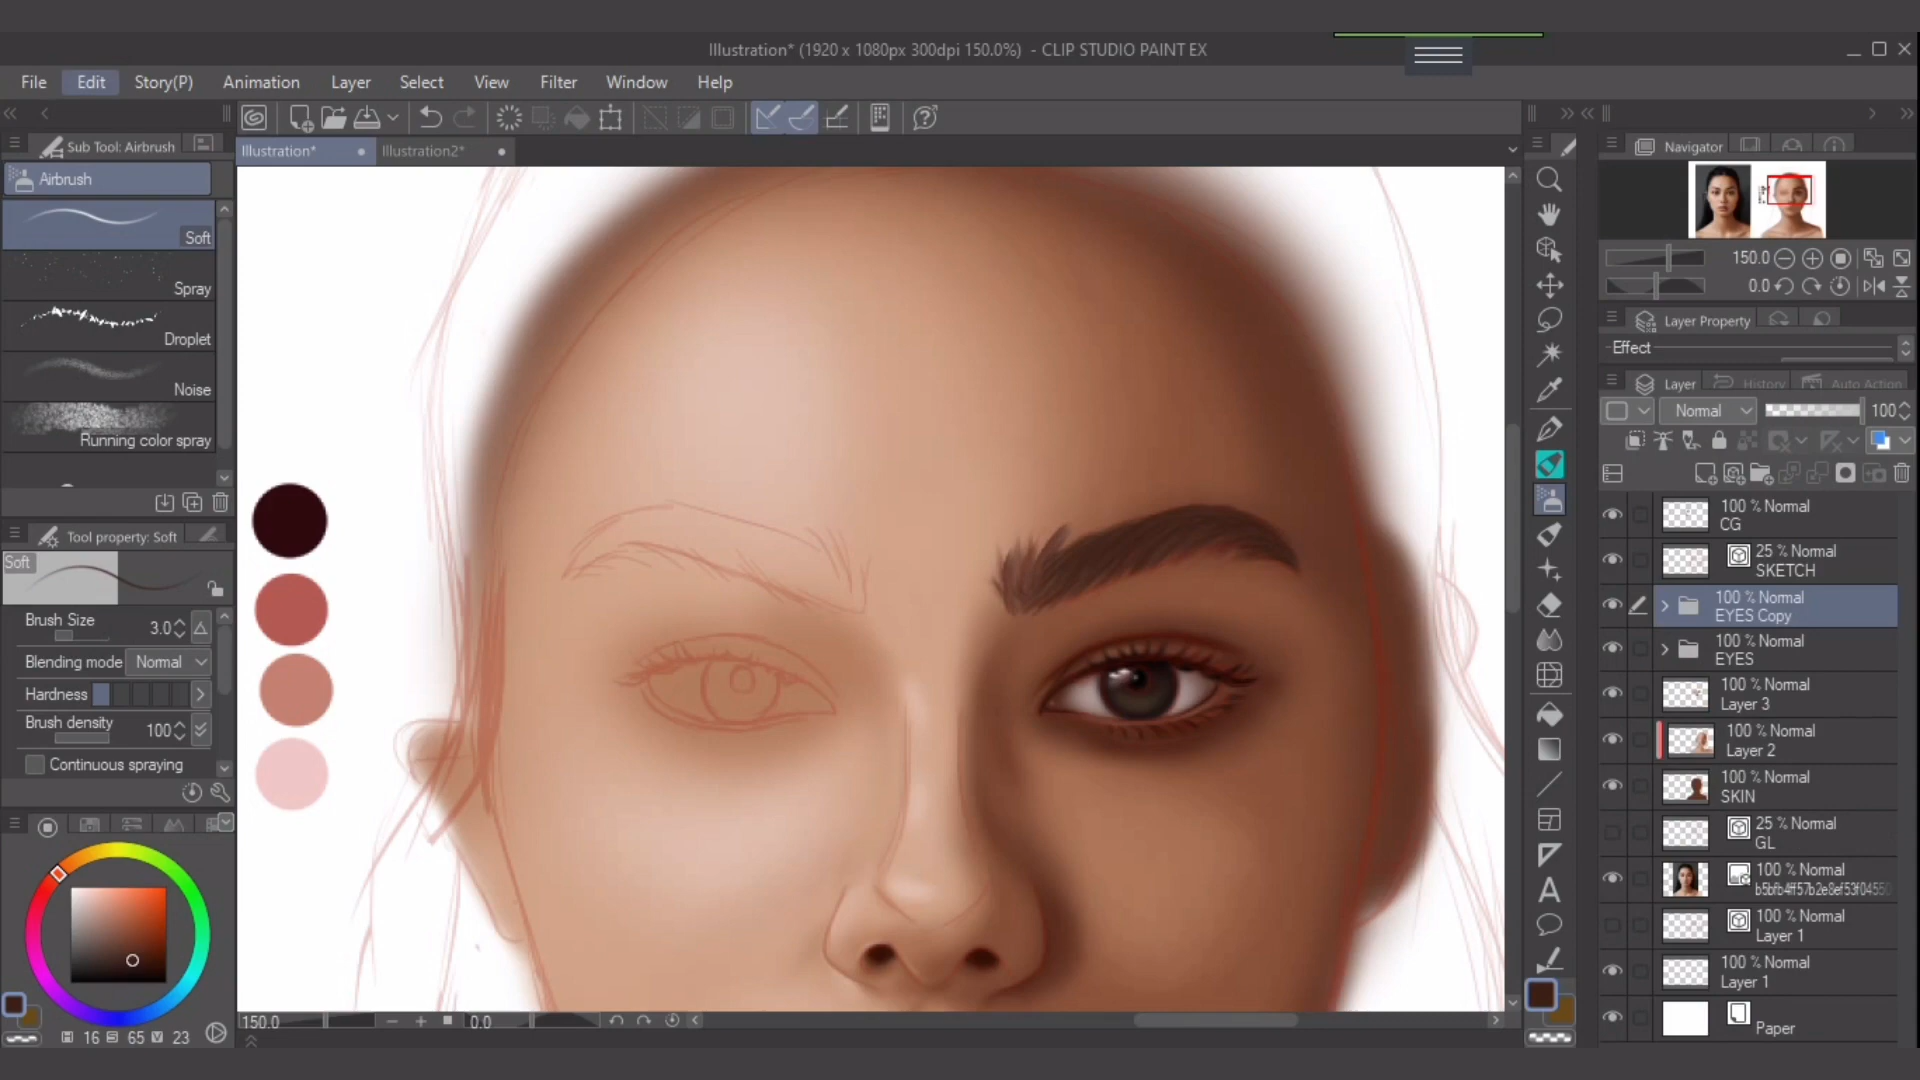 Illustration* (1920 x 1080px 300dpi 150.0%) - CLIP STUDIO PAINT EX
File Edit Story(P) Animation Layer Select View Filter Window Help
Sub Tool: Airbrush
Illustration*
Illustration2*
Airbrush
Soft
Spray
Droplet
Noise
Running color spray
Tool property: Soft
Soft
Brush Size 3.0
Blending mode Normal
Hardness
Brush density 100
Continuous spraying
16 65 23
150.0 0.0
Navigator
150.0
0.0
Layer Property
Effect
Layer History Auto Action
Normal 100
100 % Normal
CG
25 % Normal
SKETCH
100 % Normal
EYES Copy
100 % Normal
EYES
100 % Normal
Layer 3
100 % Normal
Layer 2
100 % Normal
SKIN
25 % Normal
GL
100 % Normal
100 % Normal
Layer 1
100 % Normal
Layer 1
Paper